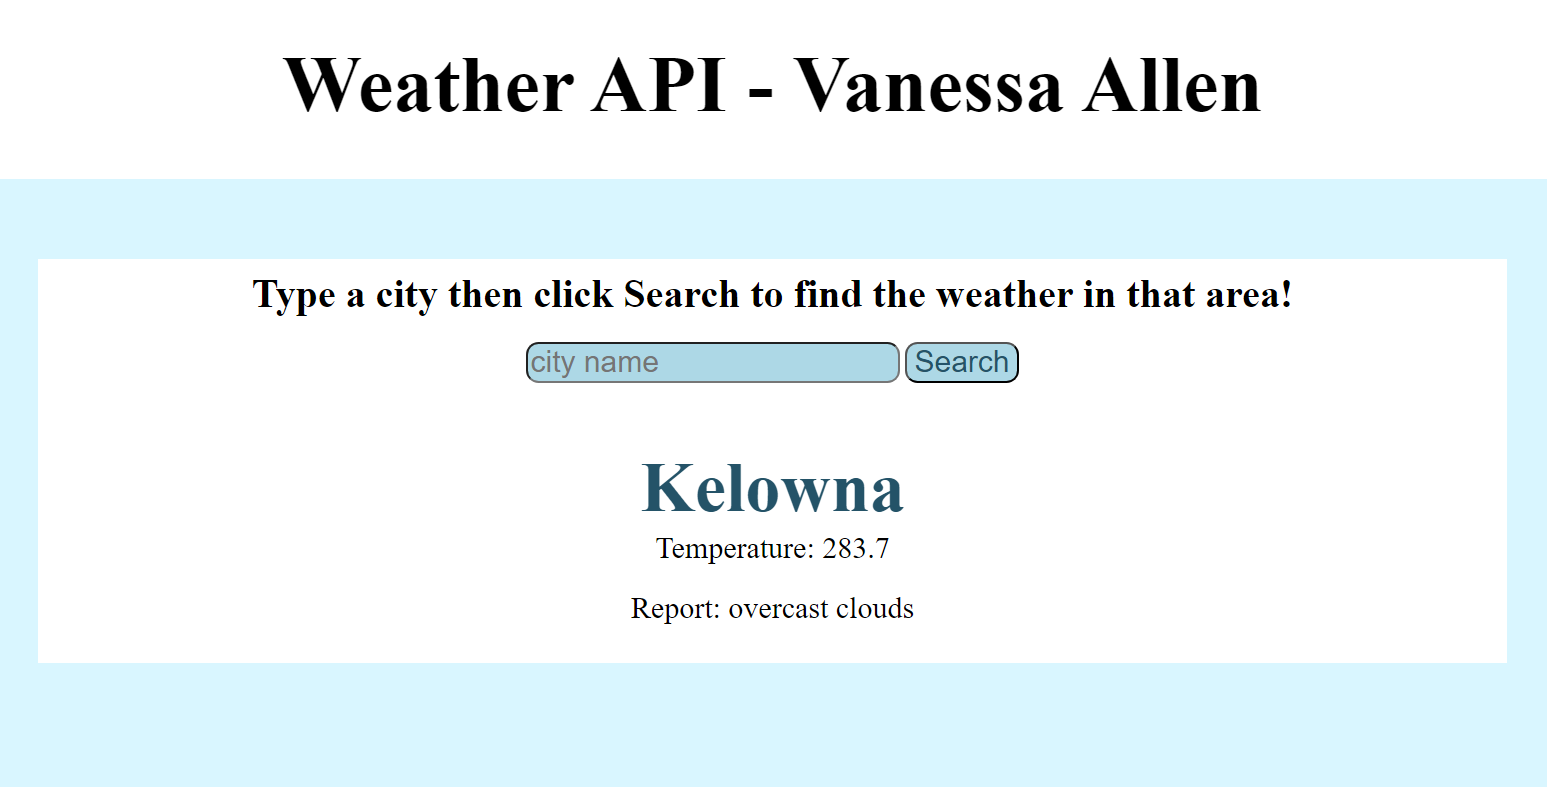 Weather API - Vanessa Allen
Type a city then click Search to find the weather in that area!
city name Search
Kelowna
Temperature: 283.7
Report: overcast clouds